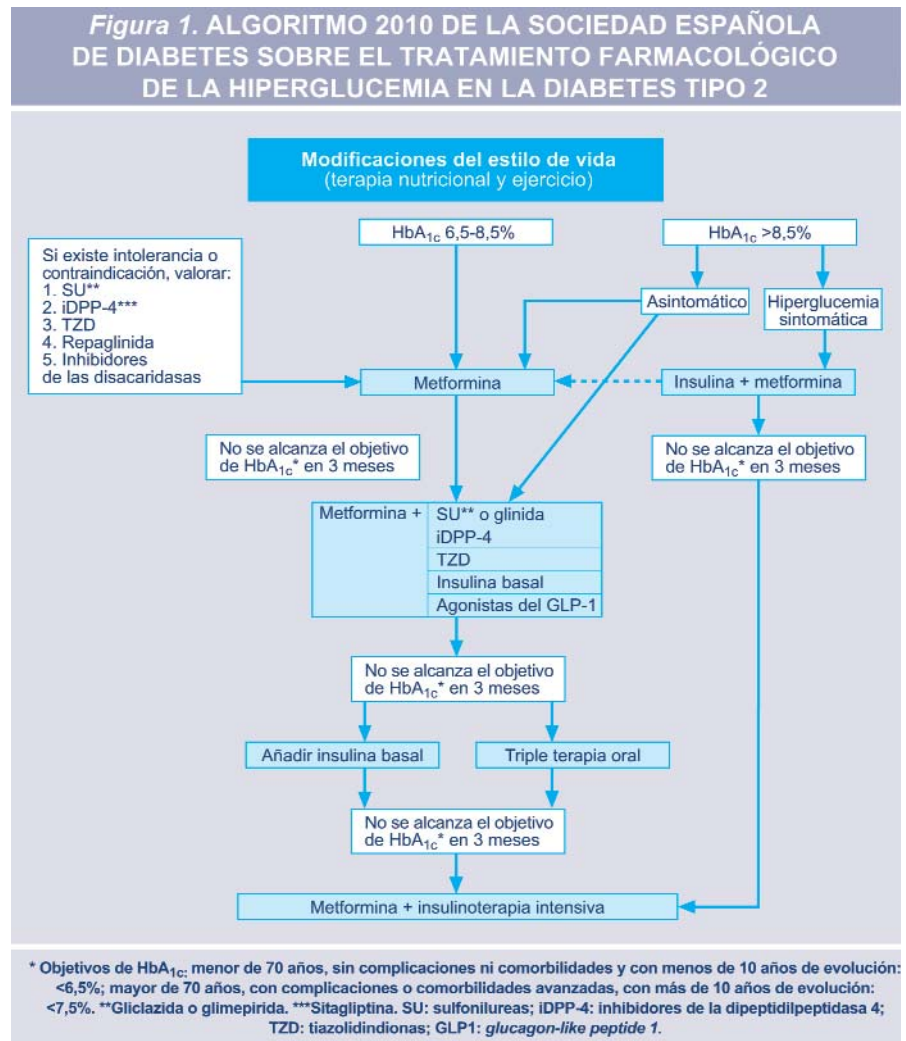 Figura 1. ALGORITMO 2010 DE LA SOCIEDAD ESPAÑOLA
DE DIABETES SOBRE EL TRATAMIENTO FARMACOLÓGICO
DE LA HIPERGLUCEMIA EN LA DIABETES TIPO 2
Modificaciones del estilo de vida
(terapia nutricional y ejercicio)
HbA1c 6,5-8,5%
HbA1c >8,5%
Si existe intolerancia o
contraindicación, valorar:
1. SU**
2. iDPP-4***
3. TZD
4. Repaglinida
5. Inhibidores
de las disacaridasas
Asintomático
Hiperglucemia
sintomática
Metformina
Insulina + metformina
No se alcanza el objetivo
de HbA1c* en 3 meses
No se alcanza el objetivo
de HbA1c* en 3 meses
Metformina +
SU** o glinida
iDPP-4
TZD
Insulina basal
Agonistas del GLP-1
No se alcanza el objetivo
de HbA1c* en 3 meses
Añadir insulina basal
Triple terapia oral
No se alcanza el objetivo
de HbA1c* en 3 meses
Metformina + insulinoterapia intensiva
* Objetivos de HbA1c: menor de 70 años, sin complicaciones ni comorbilidades y con menos de 10 años de evolución:
<6,5%; mayor de 70 años, con complicaciones o comorbilidades avanzadas, con más de 10 años de evolución:
<7,5%. **Gliclazida o glimepirida. ***Sitagliptina. SU: sulfonilureas; iDPP-4: inhibidores de la dipeptidilpeptidasa 4;
TZD: tiazolidindionas; GLP1: glucagon-like peptide 1.